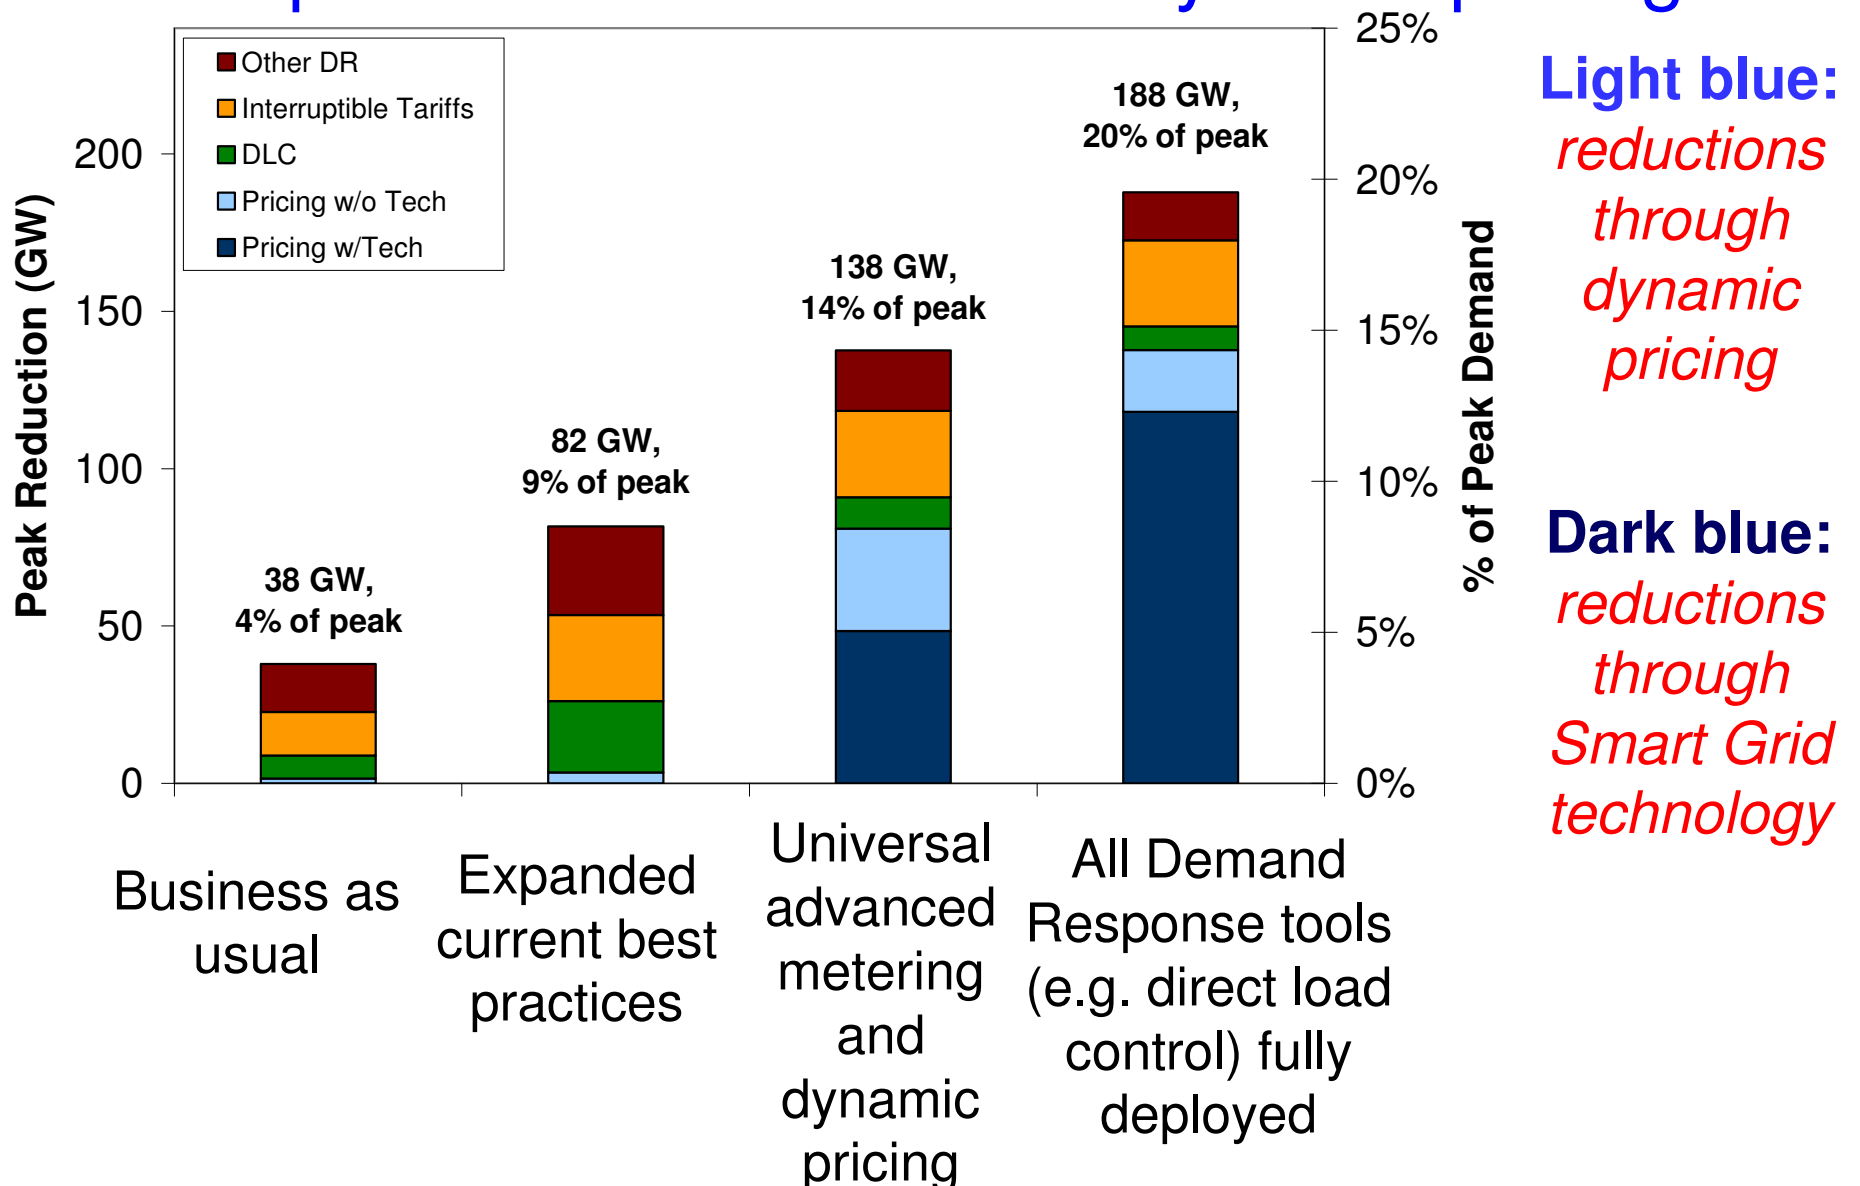 Other DR
Interruptible Tariffs
DLC
Pricing w/o Tech
Pricing w/Tech
Peak Reduction (GW)
200
150
100
50
0
38 GW,
4% of peak
82 GW,
9% of peak
138 GW,
14% of peak
188 GW,
20% of peak
25%
20%
15%
10%
5%
0%
% of Peak Demand
Business as
usual
Expanded
current best
practices
Universal
advanced
metering
and
dynamic
pricing
All Demand
Response tools
(e.g. direct load
control) fully
deployed
Light blue:
reductions
through
dynamic
pricing
Dark blue:
reductions
through
Smart Grid
technology